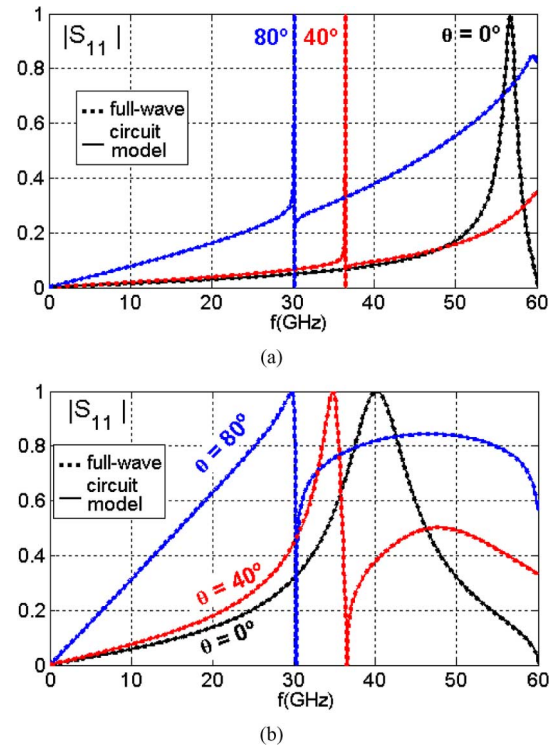 |S11|
80º
40º
θ = 0º
1
0.8
0.6
0.4
0.2
0
full-wave
circuit
model
0
10
20
30
40
50
60
f(GHz)
(a)
|S11|
θ = 80º
θ = 40º
θ = 0º
1
0.8
0.6
0.4
0.2
0
full-wave
circuit
model
0
10
20
30
40
50
60
f(GHz)
(b)